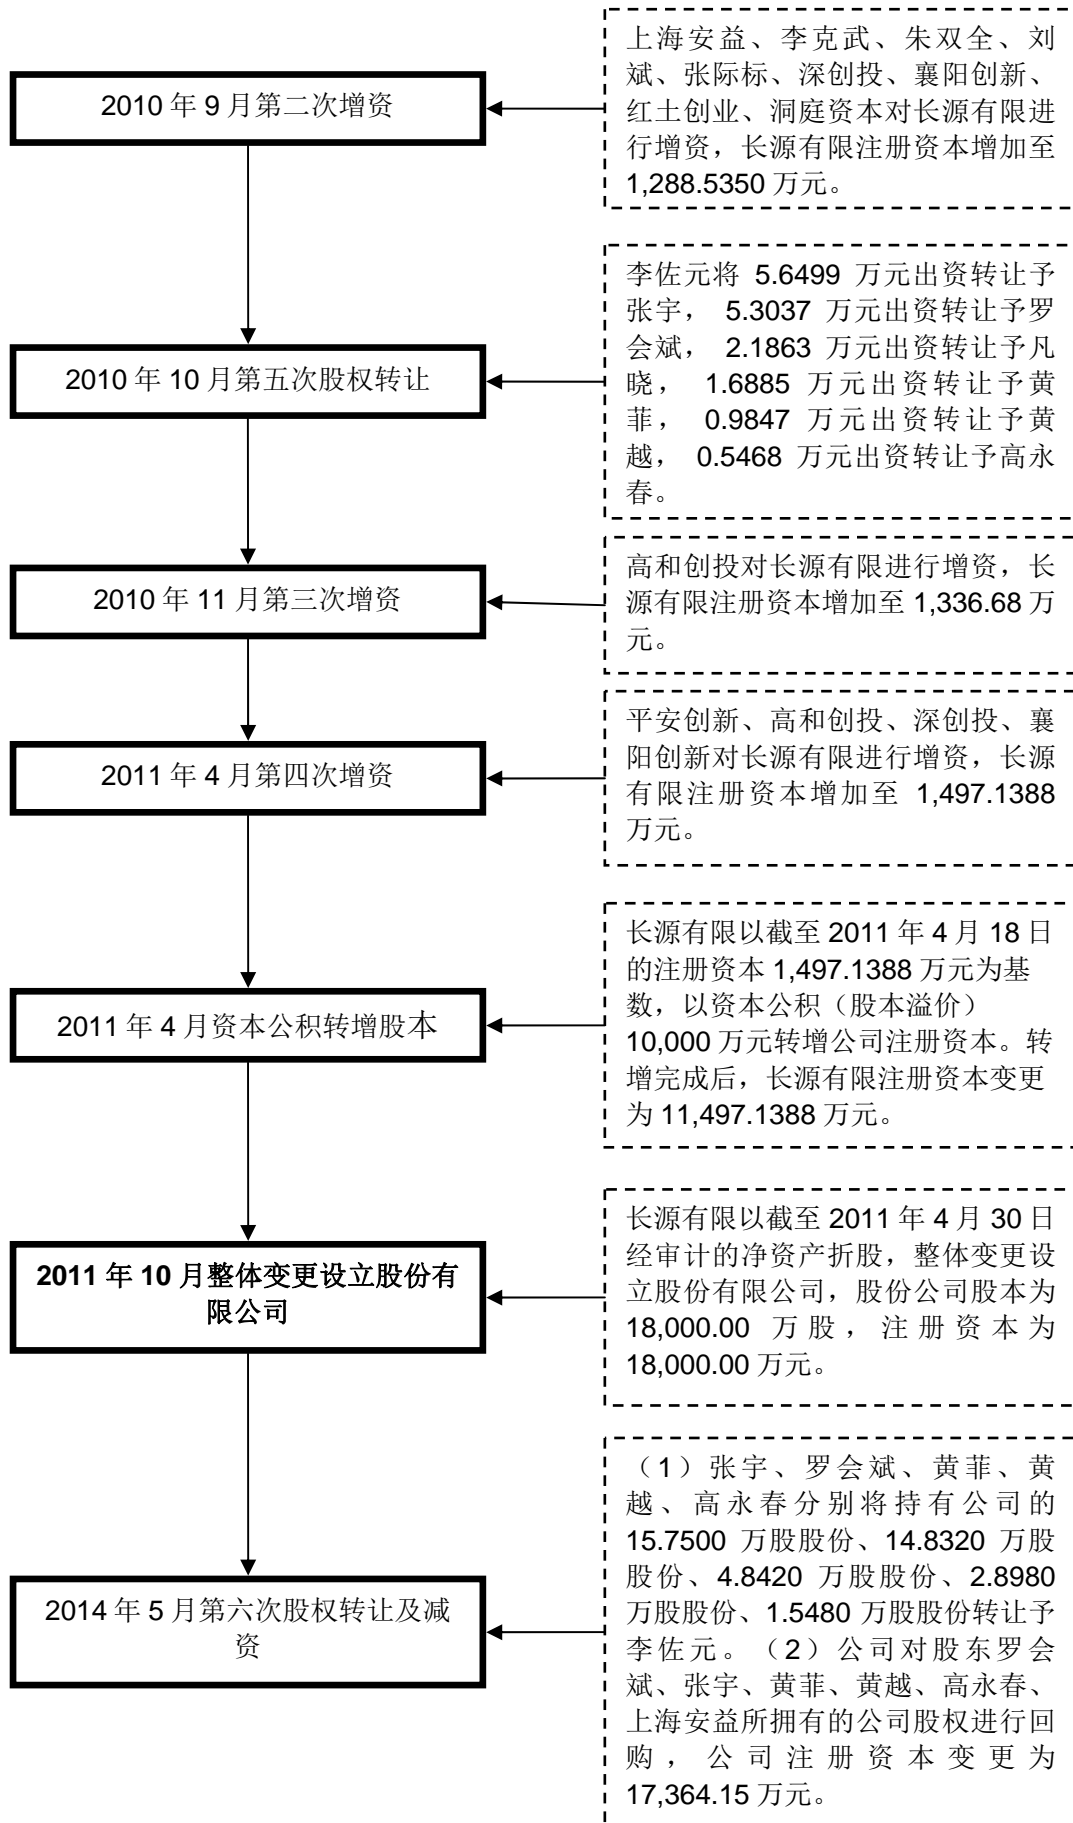 2010 年 9 月第二次增资
上海安益、李克武、朱双全、刘
斌、张际标、深创投、襄阳创新、
红土创业、洞庭资本对长源有限进
行增资，长源有限注册资本增加至
1,288.5350 万元。
2010 年 10 月第五次股权转让
李佐元将 5.6499 万元出资转让予
张宇， 5.3037 万元出资转让予罗
会斌， 2.1863 万元出资转让予凡
晓， 1.6885 万元出资转让予黄
菲， 0.9847 万元出资转让予黄
越， 0.5468 万元出资转让予高永
春。
2010 年 11 月第三次增资
高和创投对长源有限进行增资，长
源有限注册资本增加至 1,336.68 万
元。
2011 年 4 月第四次增资
平安创新、高和创投、深创投、襄
阳创新对长源有限进行增资，长源
有限注册资本增加至 1,497.1388
万元。
2011 年 4 月资本公积转增股本
长源有限以截至 2011 年 4 月 18 日
的注册资本 1,497.1388 万元为基
数，以资本公积（股本溢价）
10,000 万元转增公司注册资本。转
增完成后，长源有限注册资本变更
为 11,497.1388 万元。
2011 年 10 月整体变更设立股份有
限公司
长源有限以截至 2011 年 4 月 30 日
经审计的净资产折股，整体变更设
立股份有限公司，股份公司股本为
18,000.00 万股，注册资本为
18,000.00 万元。
2014 年 5 月第六次股权转让及减
资
（1）张宇、罗会斌、黄菲、黄
越、高永春分别将持有公司的
15.7500 万股股份、14.8320 万股
股份、4.8420 万股股份、2.8980
万股股份、1.5480 万股股份转让予
李佐元。（2）公司对股东罗会
斌、张宇、黄菲、黄越、高永春、
上海安益所拥有的公司股权进行回
购，公司注册资本变更为
17,364.15 万元。